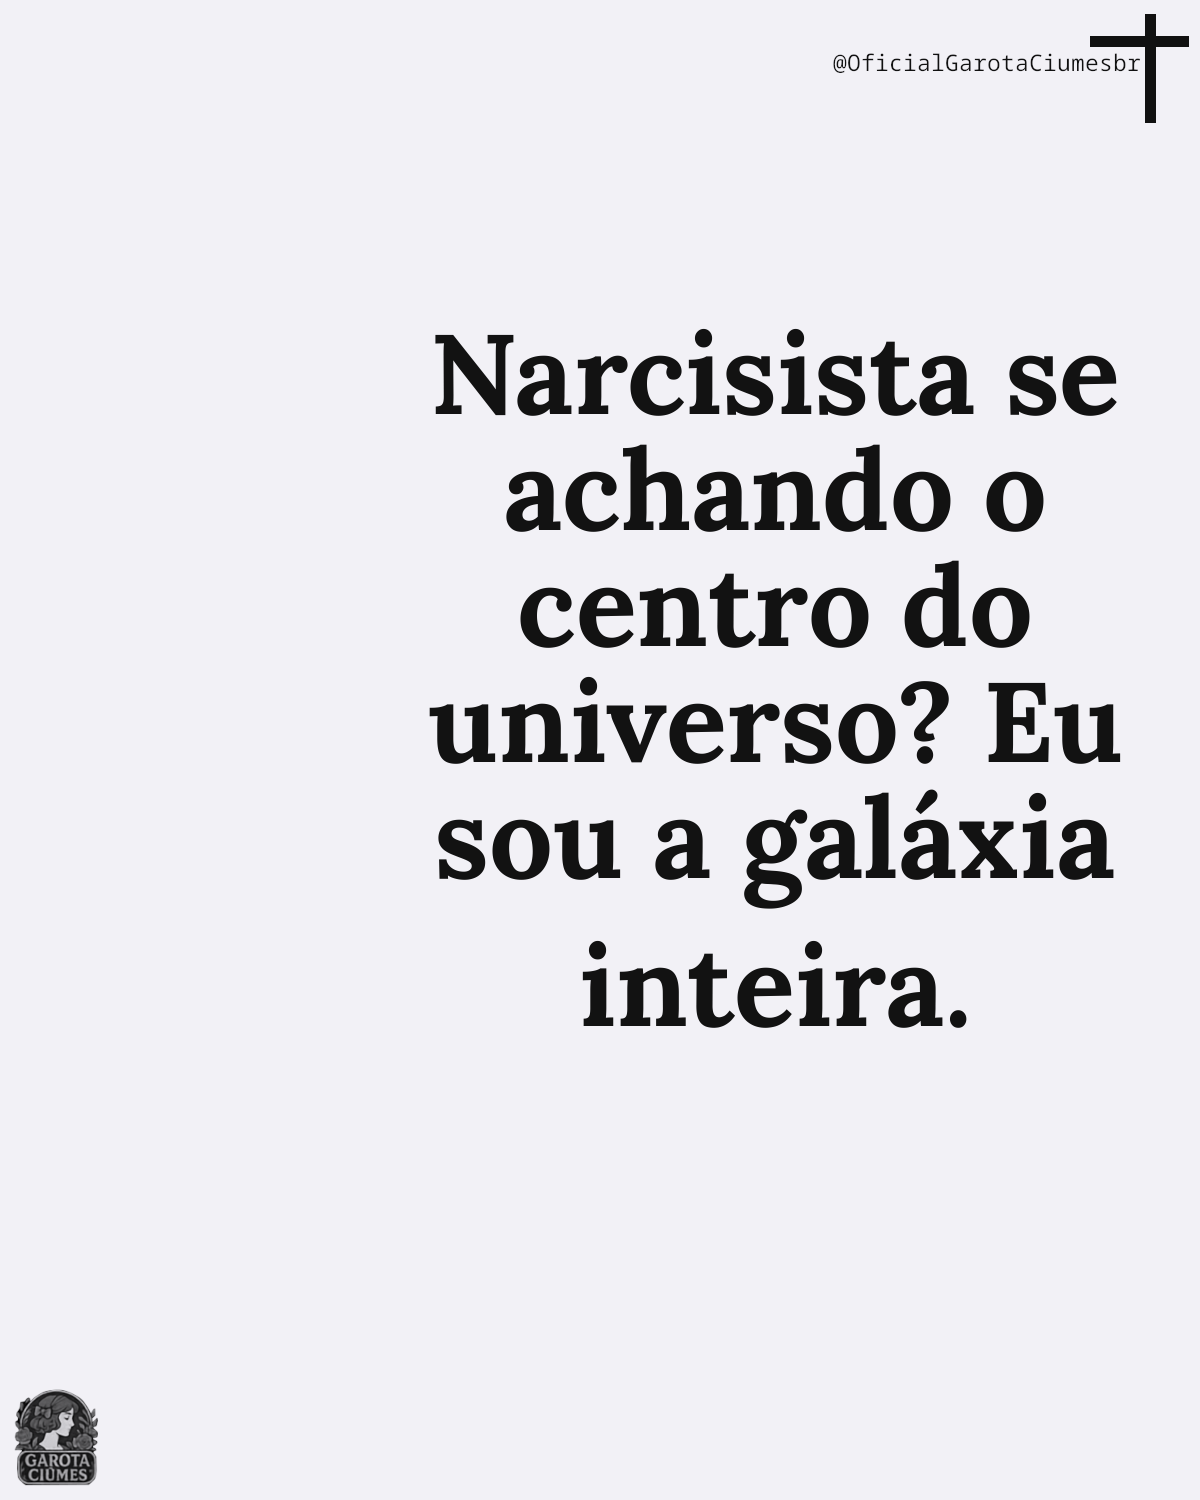 @OficialGarotaCiumesbr
Narcisista se
achando o
centro do
universo? Eu
sou a galáxia
inteira.
GAROTA
CIÚMES